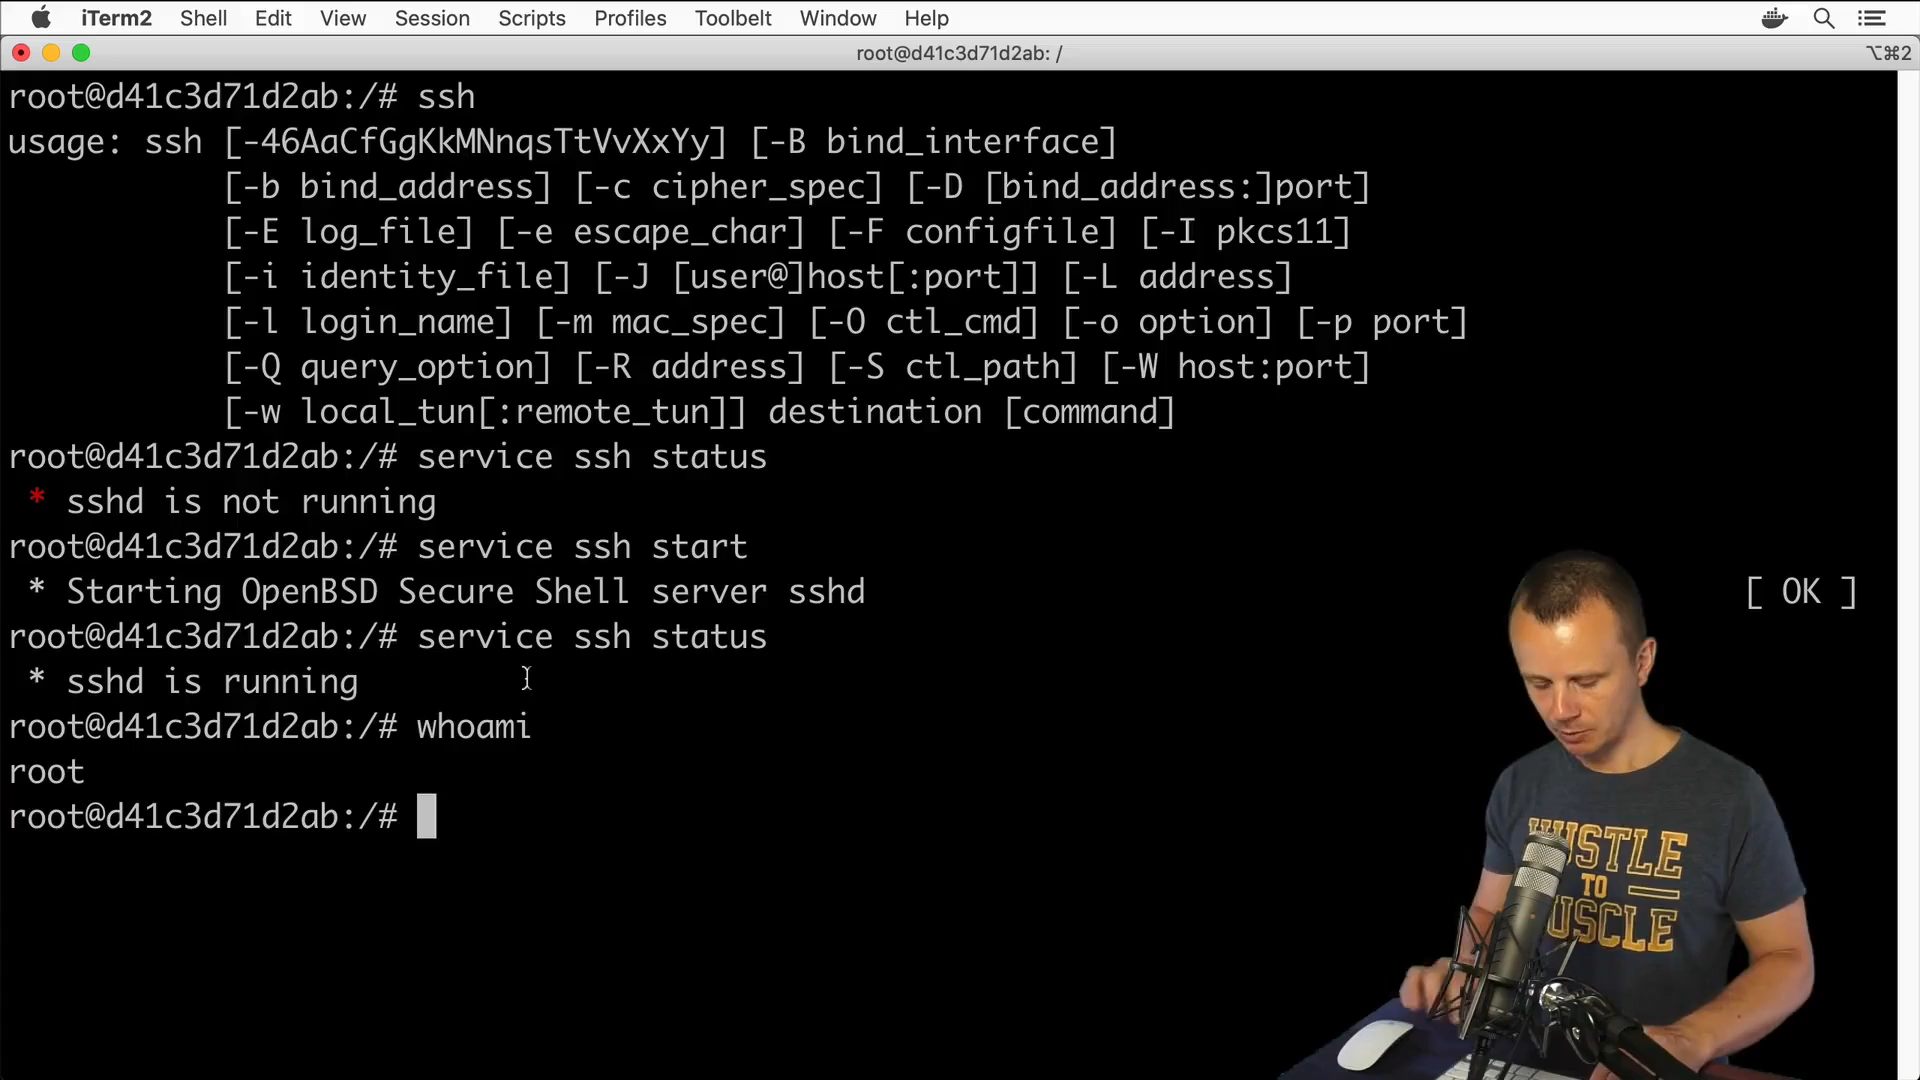 iTerm2 Shell Edit View Session Scripts Profiles Toolbelt Window Help
root@d41c3d71d2ab: / ⌥⌘2
root@d41c3d71d2ab:/# ssh
usage: ssh [-46AaCfGgKkMNnqsTtVvXxYy] [-B bind_interface]
[-b bind_address] [-c cipher_spec] [-D [bind_address:]port]
[-E log_file] [-e escape_char] [-F configfile] [-I pkcs11]
[-i identity_file] [-J [user@]host[:port]] [-L address]
[-l login_name] [-m mac_spec] [-O ctl_cmd] [-o option] [-p port]
[-Q query_option] [-R address] [-S ctl_path] [-W host:port]
[-w local_tun[:remote_tun]] destination [command]
root@d41c3d71d2ab:/# service ssh status
* sshd is not running
root@d41c3d71d2ab:/# service ssh start
* Starting OpenBSD Secure Shell server sshd [ OK ]
root@d41c3d71d2ab:/# service ssh status
* sshd is running
root@d41c3d71d2ab:/# whoami
root
root@d41c3d71d2ab:/#
HUSTLE
TO
MUSCLE